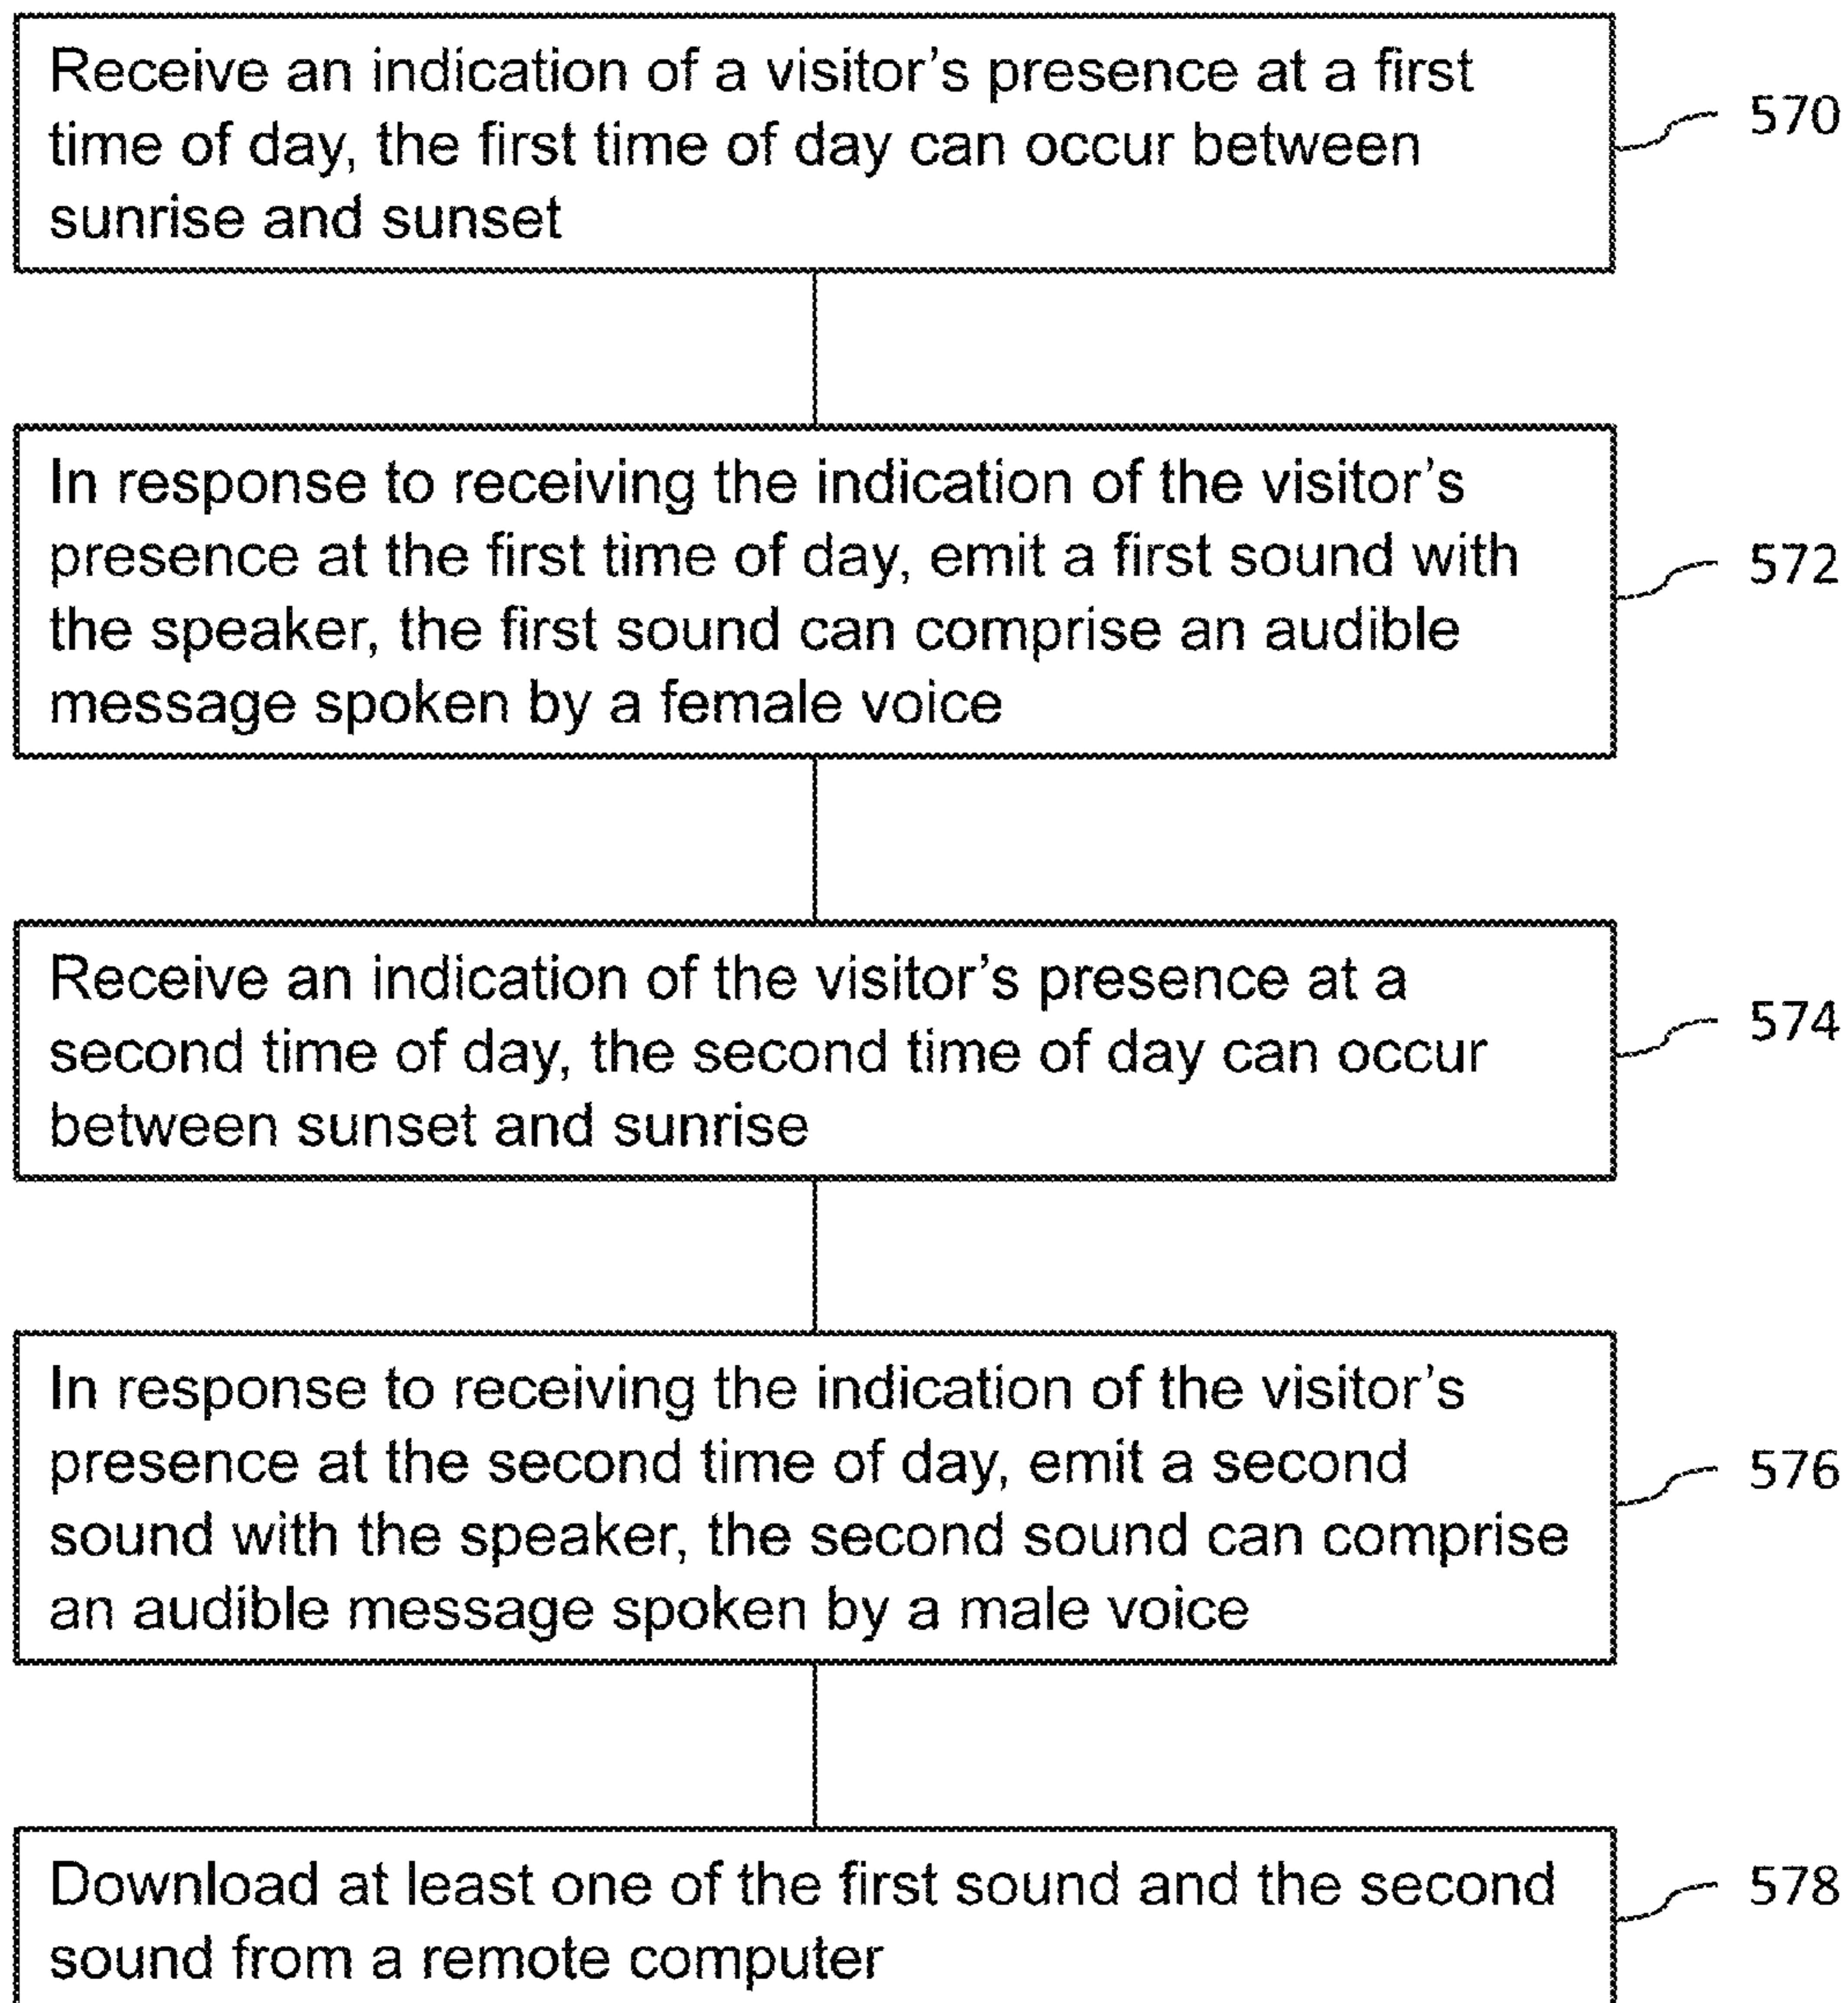 Receive an indication of a visitor's presence at a first
time of day, the first time of day can occur between
sunrise and sunset
570
In response to receiving the indication of the visitor's
presence at the first time of day, emit a first sound with
the speaker, the first sound can comprise an audible
message spoken by a female voice
572
Receive an indication of the visitor's presence at a
second time of day, the second time of day can occur
between sunset and sunrise
574
In response to receiving the indication of the visitor's
presence at the second time of day, emit a second
sound with the speaker, the second sound can comprise
an audible message spoken by a male voice
576
Download at least one of the first sound and the second
sound from a remote computer
578